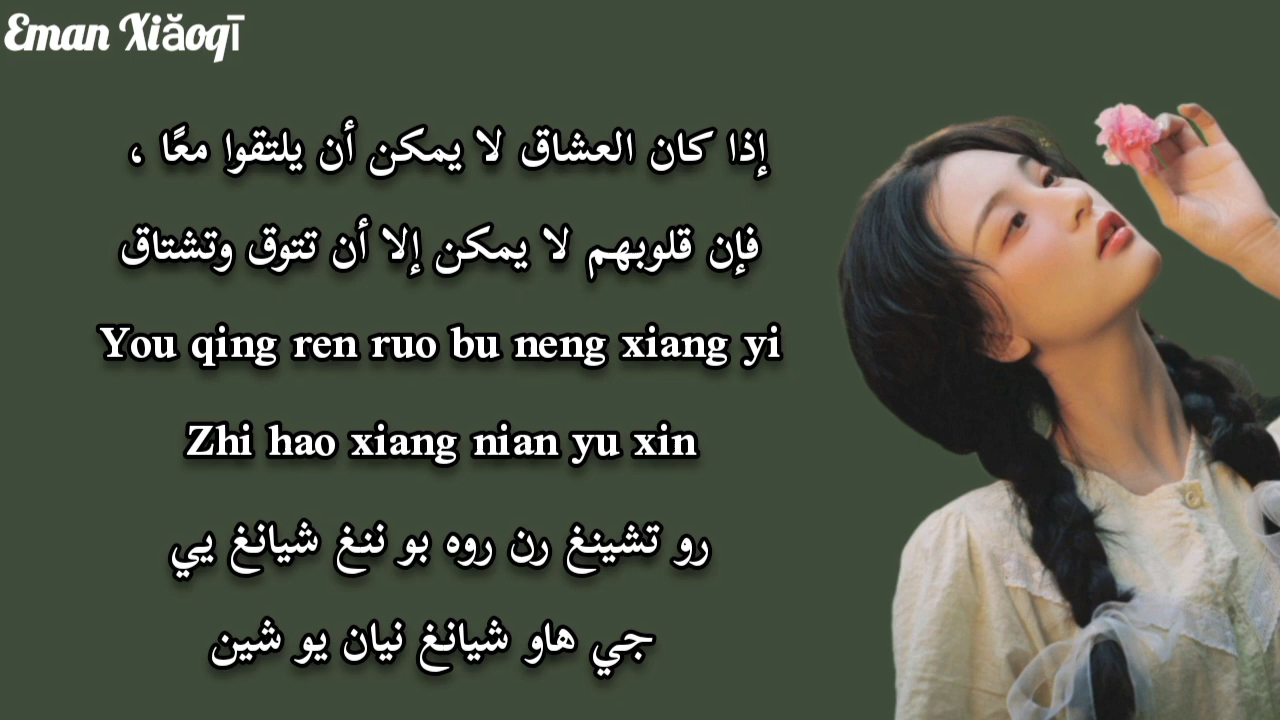 Eman Xiǎoqī
إذا كان العشاق لا يمكن أن يلتقوا معًا ،
فإن قلوبهم لا يمكن إلا أن تتوق وتشتاق
You qing ren ruo bu neng xiang yi
Zhi hao xiang nian yu xin
رو تشينغ رن روه بو ننغ شيانغ يي
جي هاو شيانغ نيان يو شين